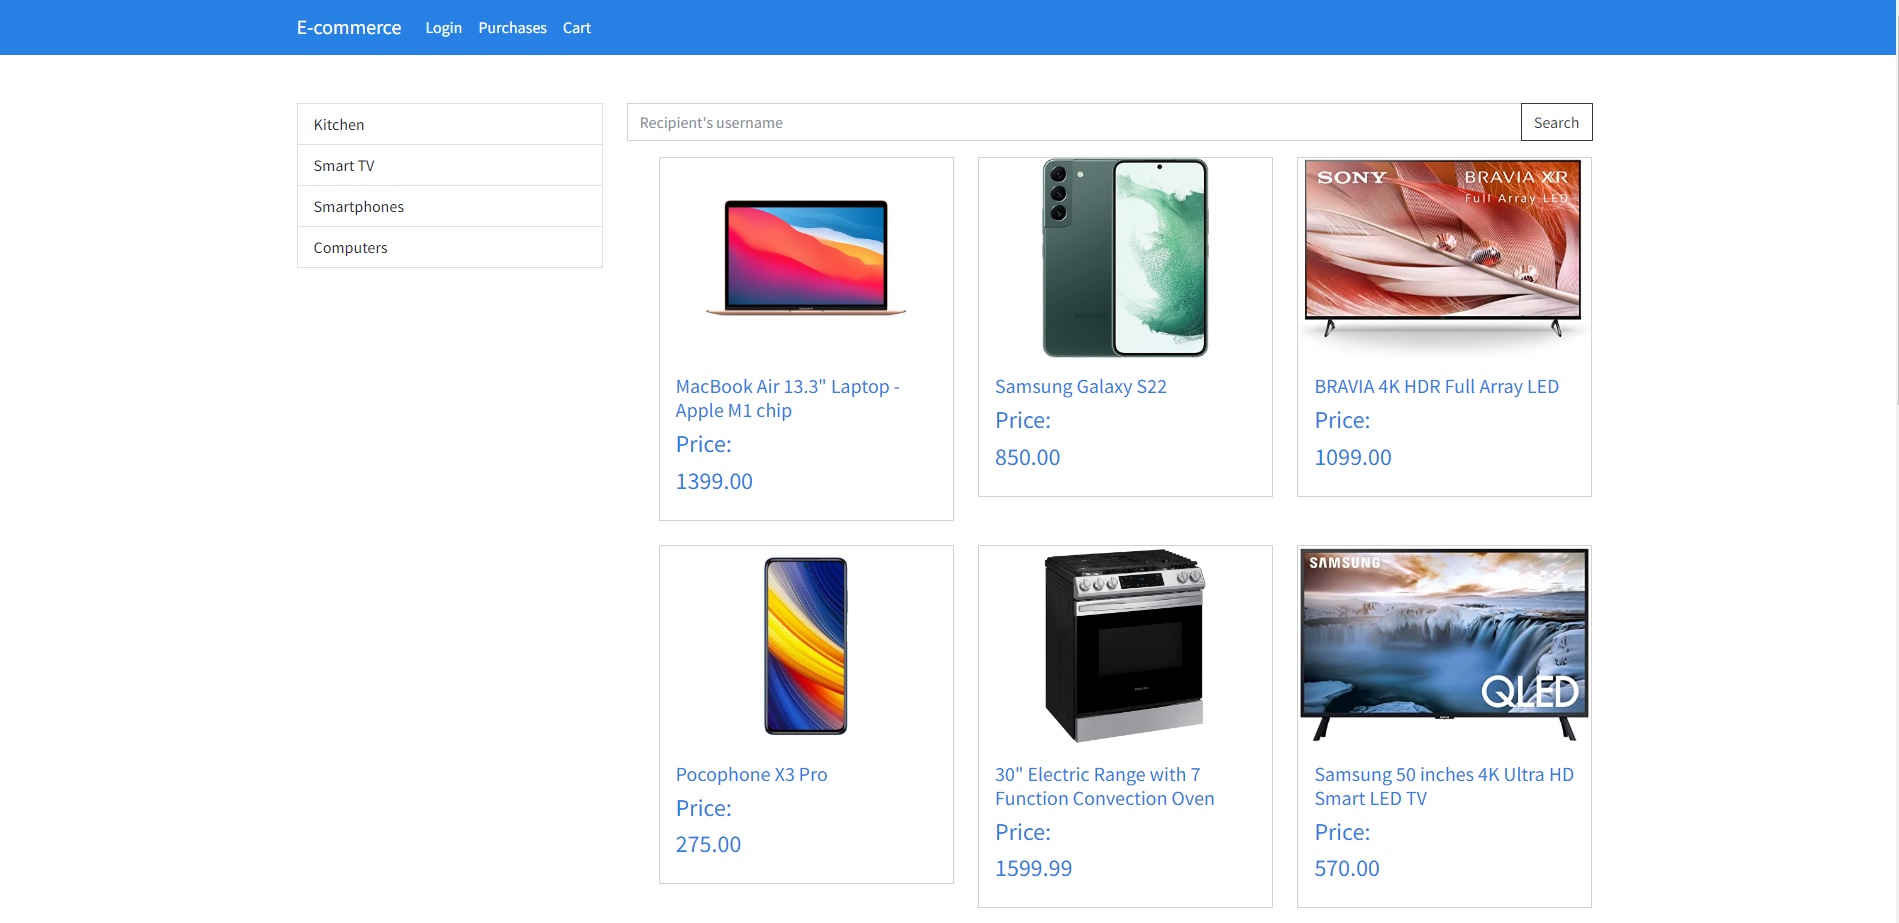 E-commerce Login Purchases Cart
Kitchen
Smart TV
Smartphones
Computers
Recipient's username Search
SONY BRAVIA XR
Full Array LED
MacBook Air 13.3" Laptop -
Apple M1 chip
Price:
1399.00
Samsung Galaxy S22
Price:
850.00
BRAVIA 4K HDR Full Array LED
Price:
1099.00
SAMSUNG
QLED
Pocophone X3 Pro
Price:
275.00
30" Electric Range with 7
Function Convection Oven
Price:
1599.99
Samsung 50 inches 4K Ultra HD
Smart LED TV
Price:
570.00